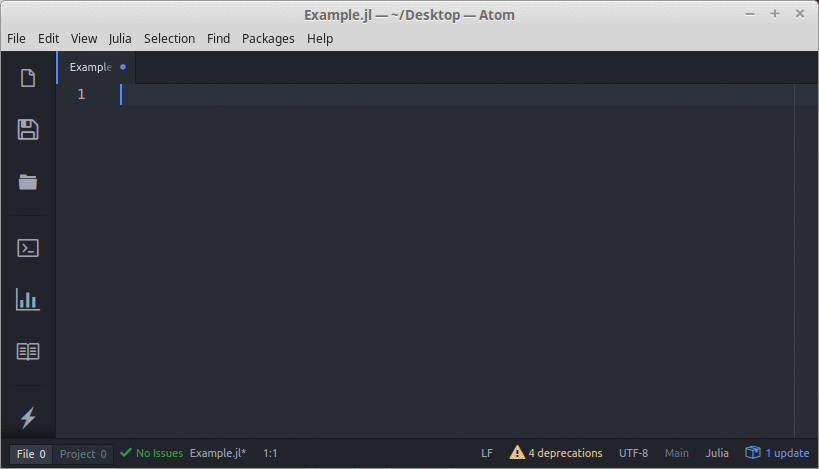 Example.jl — ~/Desktop — Atom
File Edit View Julia Selection Find Packages Help
Example
1
File 0 Project 0 No Issues Example.jl* 1:1 LF 4 deprecations UTF-8 Main Julia 1 update